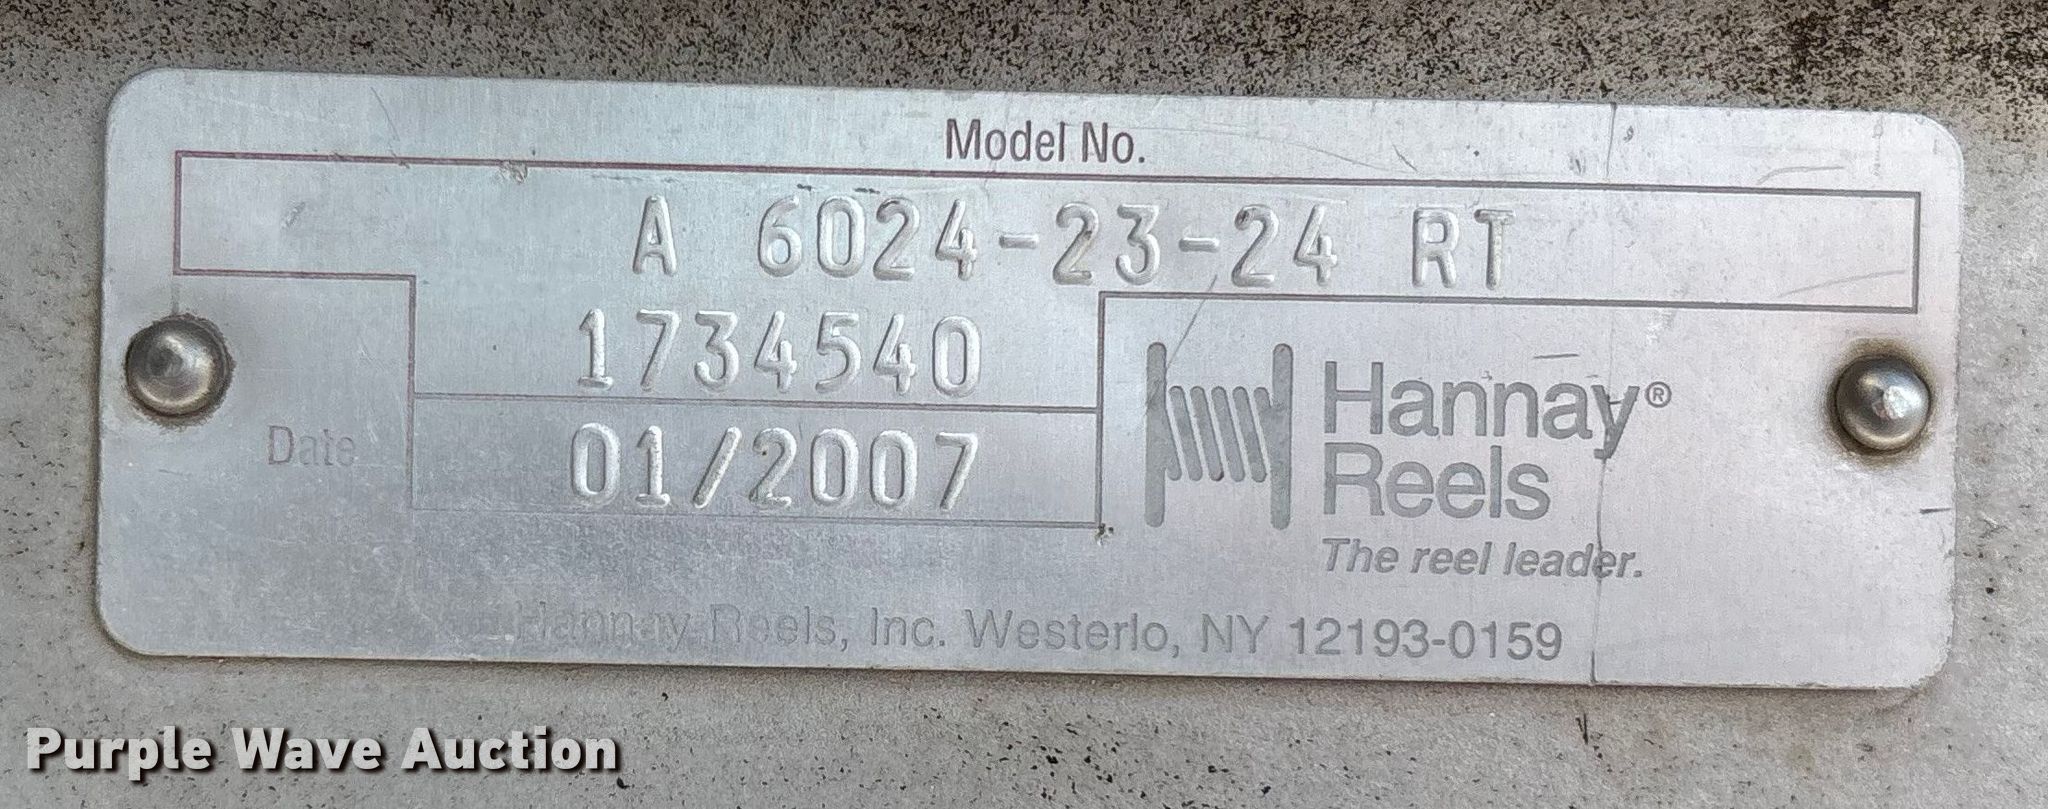 Model No.
A 6024-23-24 RT
1734540
Date 01/2007
Hannay®
Reels
The reel leader.
Hannay Reels, Inc. Westerlo, NY 12193-0159
Purple Wave Auction